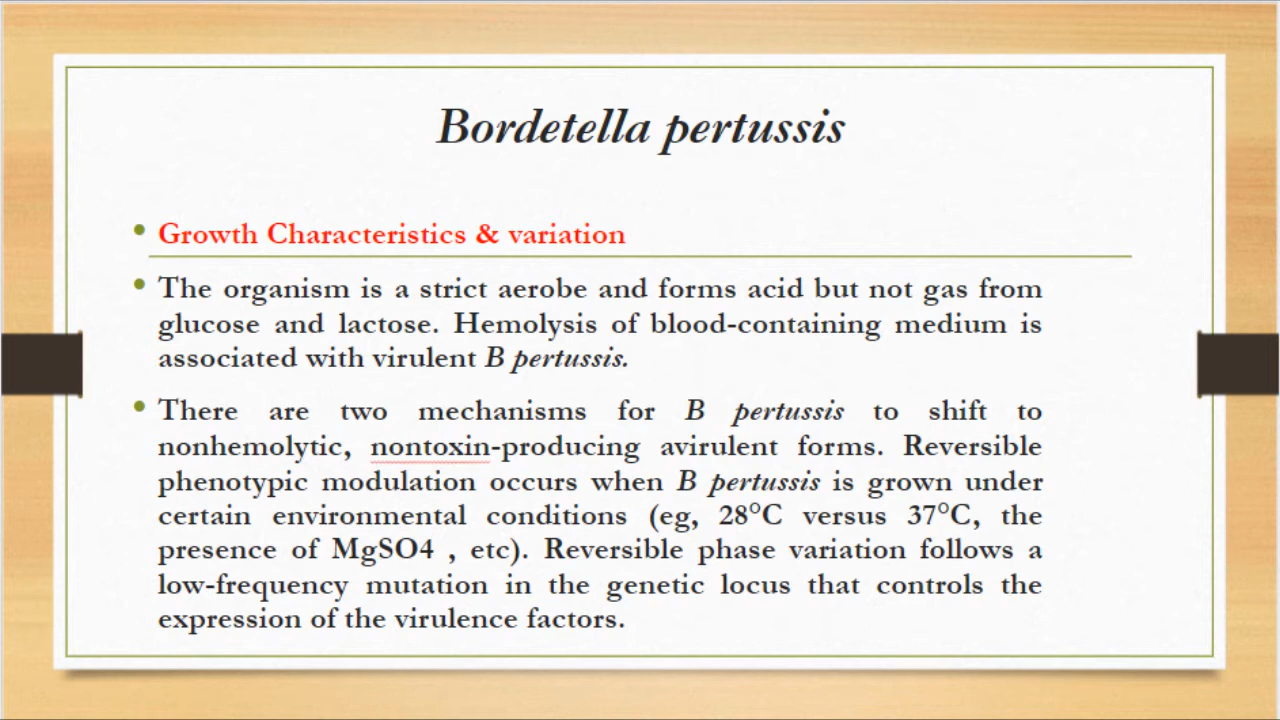 Bordetella pertussis
• Growth Characteristics & variation
• The organism is a strict aerobe and forms acid but not gas from
glucose and lactose. Hemolysis of blood-containing medium is
associated with virulent B pertussis.
• There are two mechanisms for B pertussis to shift to
nonhemolytic, nontoxin-producing avirulent forms. Reversible
phenotypic modulation occurs when B pertussis is grown under
certain environmental conditions (eg, 28°C versus 37°C, the
presence of MgSO4 , etc). Reversible phase variation follows a
low-frequency mutation in the genetic locus that controls the
expression of the virulence factors.